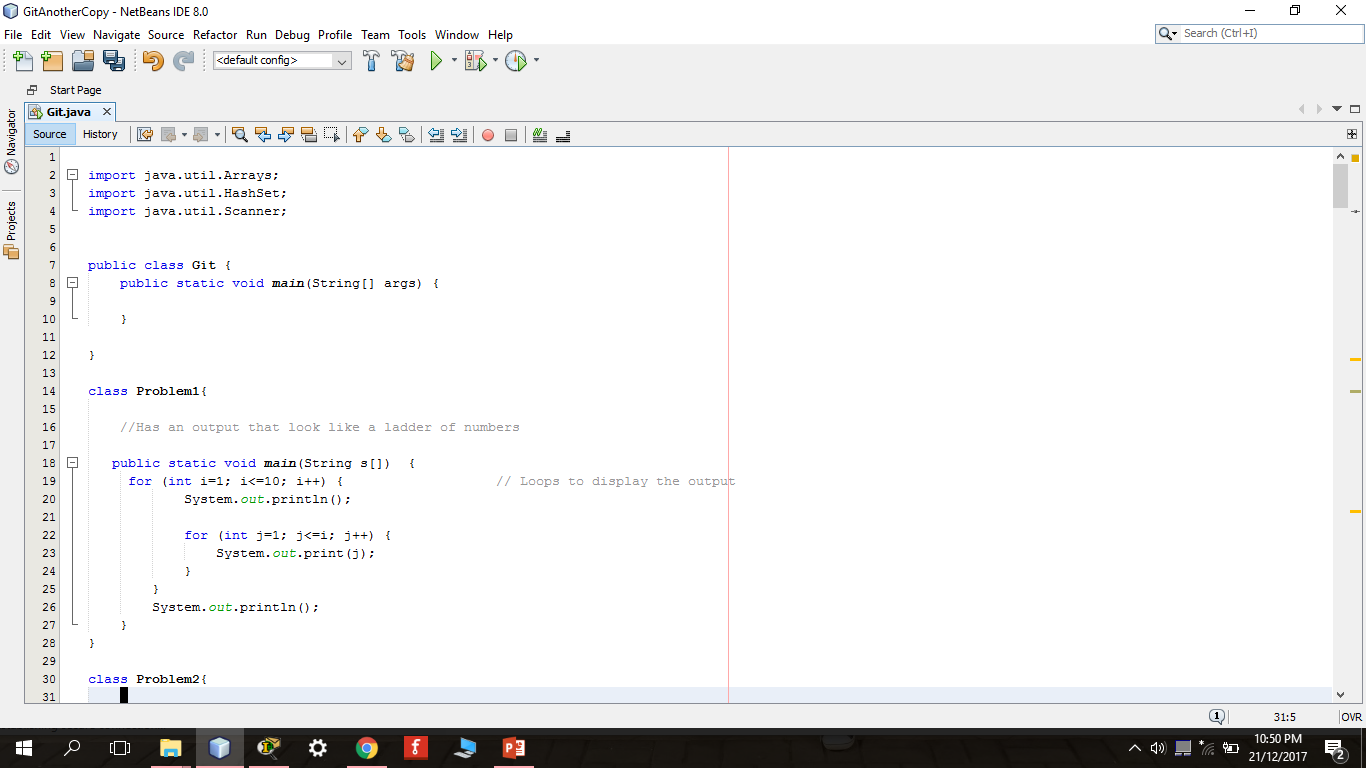 GitAnotherCopy - NetBeans IDE 8.0
File Edit View Navigate Source Refactor Run Debug Profile Team Tools Window Help
Search (Ctrl+I)
<default config>
Start Page
Git.java
Source History
Navigator
Projects
1
2 import java.util.Arrays;
3 import java.util.HashSet;
4 import java.util.Scanner;
5
6
7 public class Git {
8 public static void main(String[] args) {
9
10 }
11
12 }
13
14 class Problem1{
15
16 //Has an output that look like a ladder of numbers
17
18 public static void main(String s[]) {
19 for (int i=1; i<=10; i++) { // Loops to display the output
20 System.out.println();
21
22 for (int j=1; j<=i; j++) {
23 System.out.print(j);
24 }
25 }
26 System.out.println();
27 }
28 }
29
30 class Problem2{
31
1 31:5 OVR
10:50 PM
21/12/2017
2